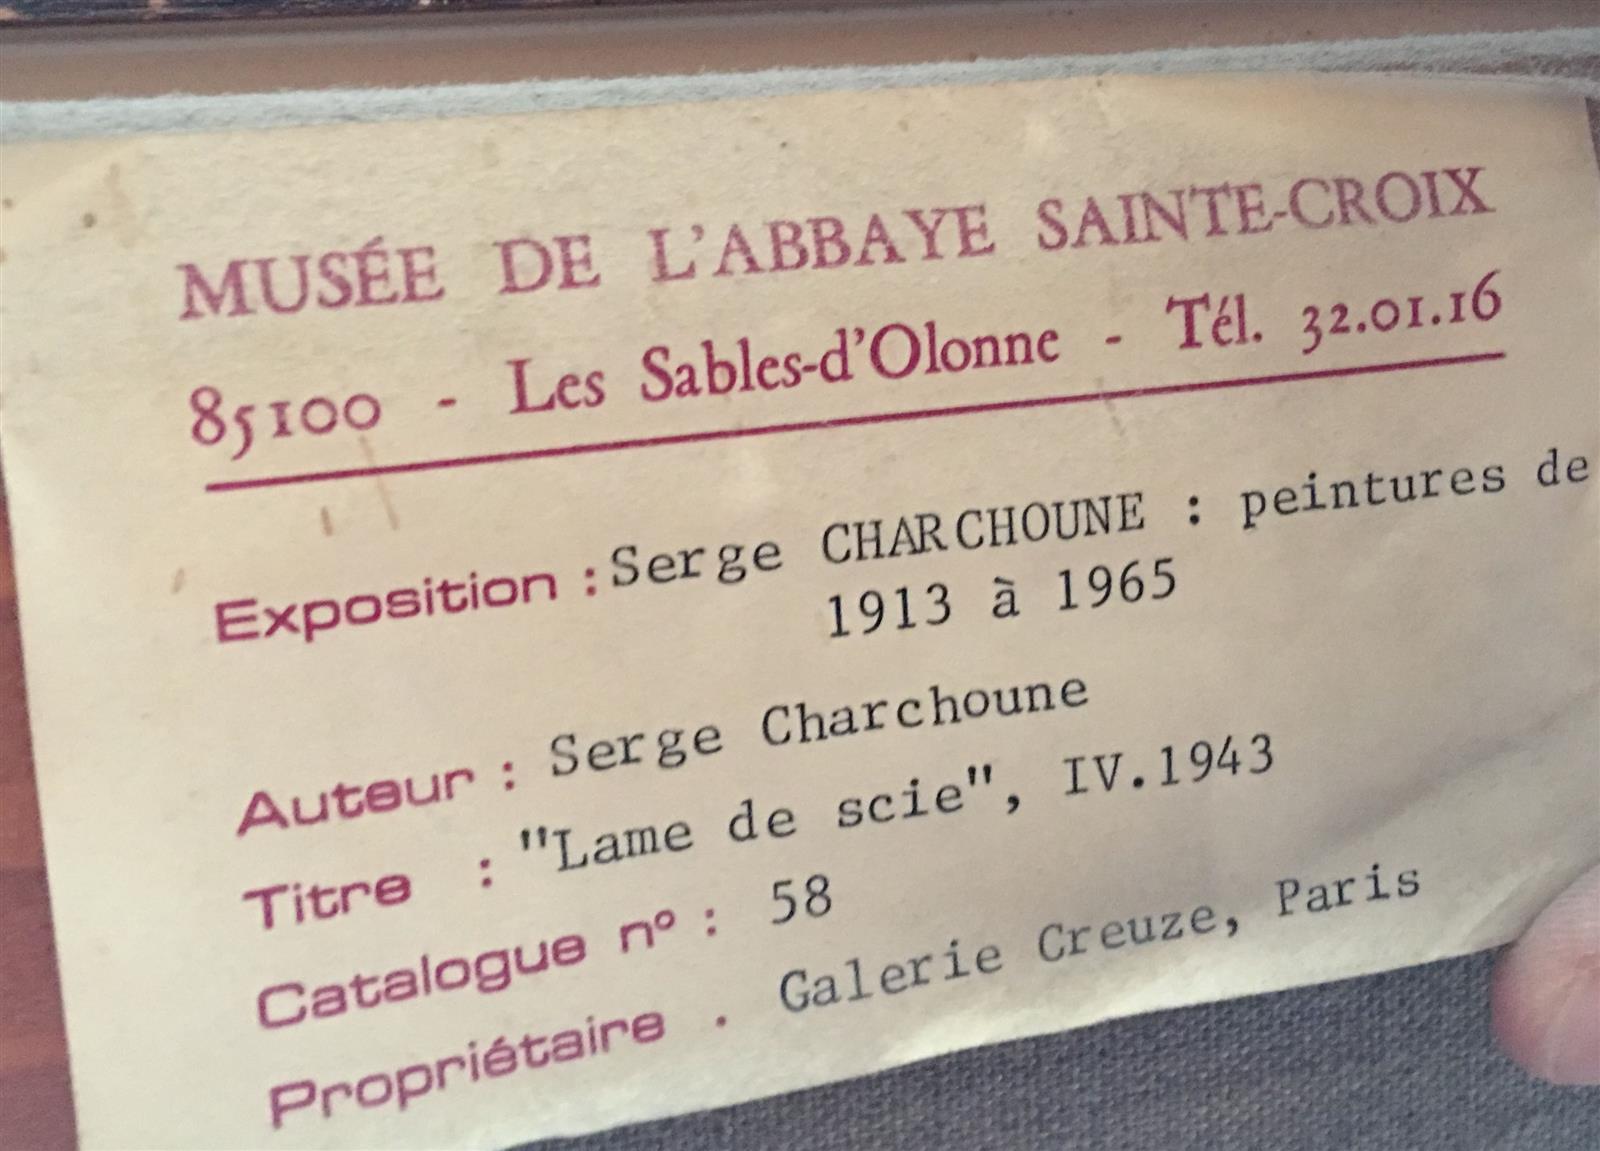 MUSÉE DE L'ABBAYE SAINTE-CROIX
85100 - Les Sables-d'Olonne - Tél. 32.01.16
Exposition : Serge CHARCHOUNE : peintures de
1913 à 1965
Auteur : Serge Charchoune
Titre : "Lame de scie", IV.1943
Catalogue nº : 58
Propriétaire . Galerie Creuze, Paris